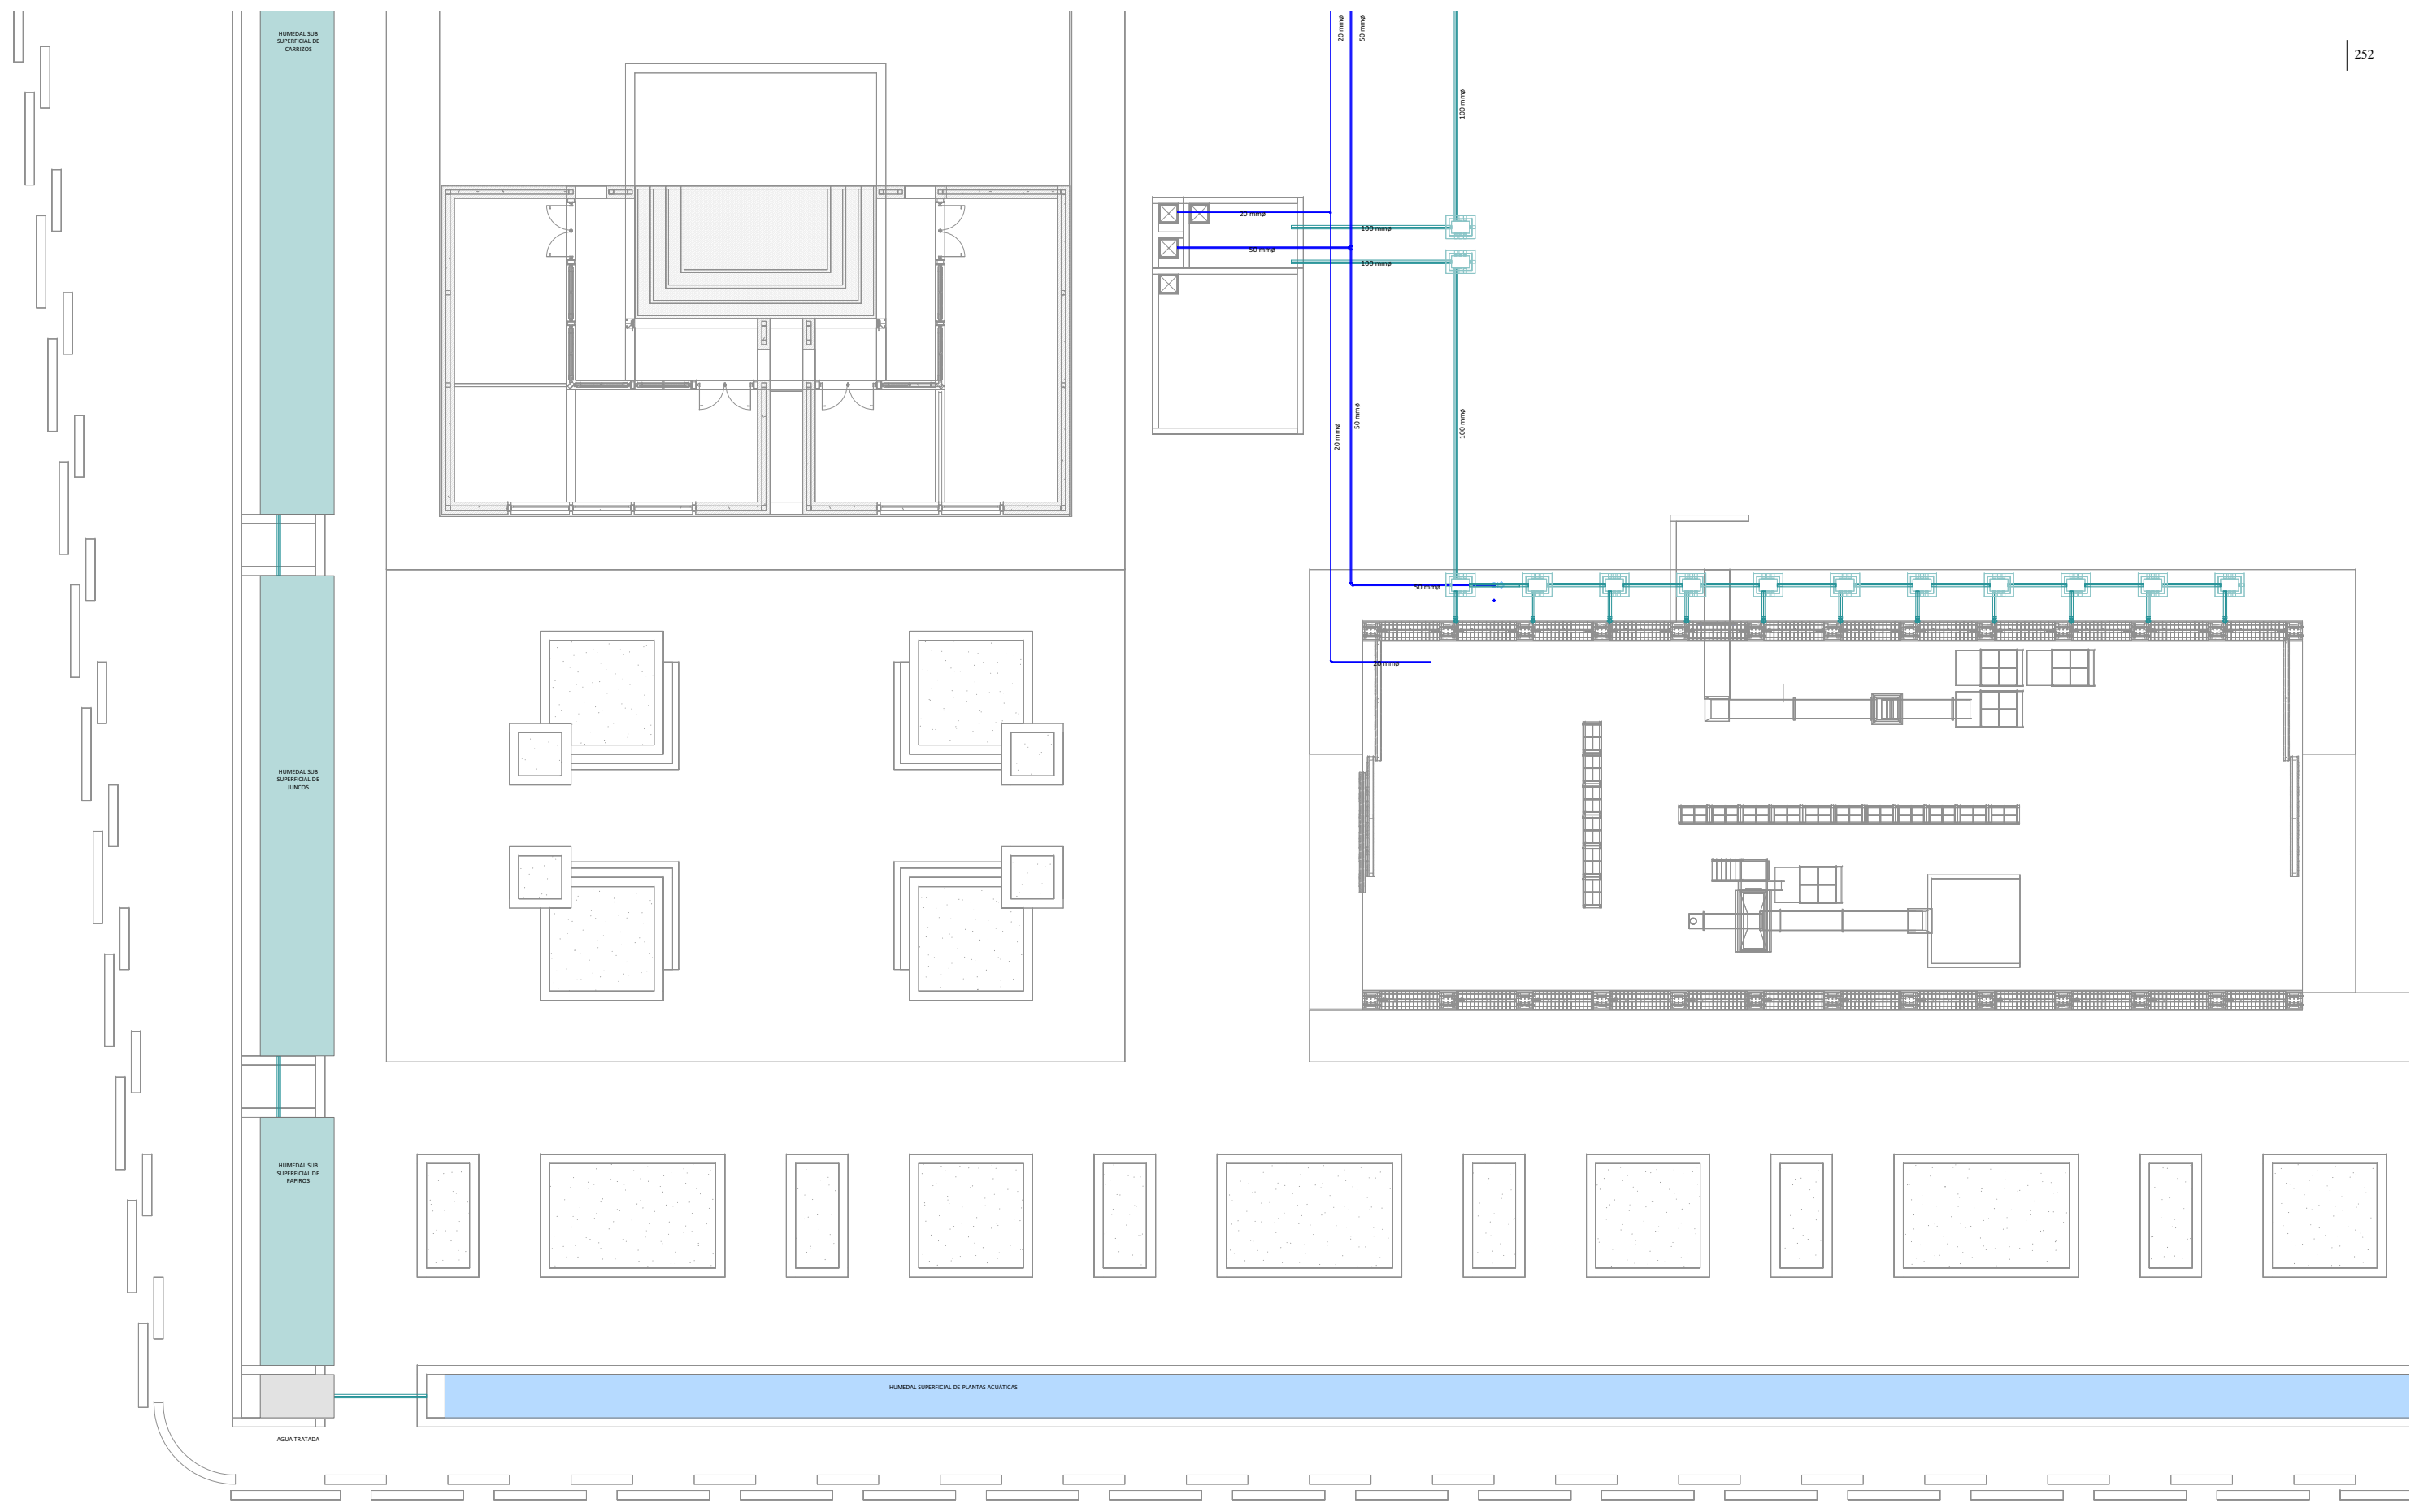 HUMEDAL SUB
SUPERFICIAL DE
CARRIZOS
20 mmø
50 mmø
252
100 mmø
20 mmø
100 mmø
50 mmø
100 mmø
20 mmø
50 mmø
100 mmø
50 mmø
20 mmø
HUMEDAL SUB
SUPERFICIAL DE
JUNCOS
HUMEDAL SUB
SUPERFICIAL DE
PAPIROS
HUMEDAL SUPERFICIAL DE PLANTAS ACUÁTICAS
AGUA TRATADA